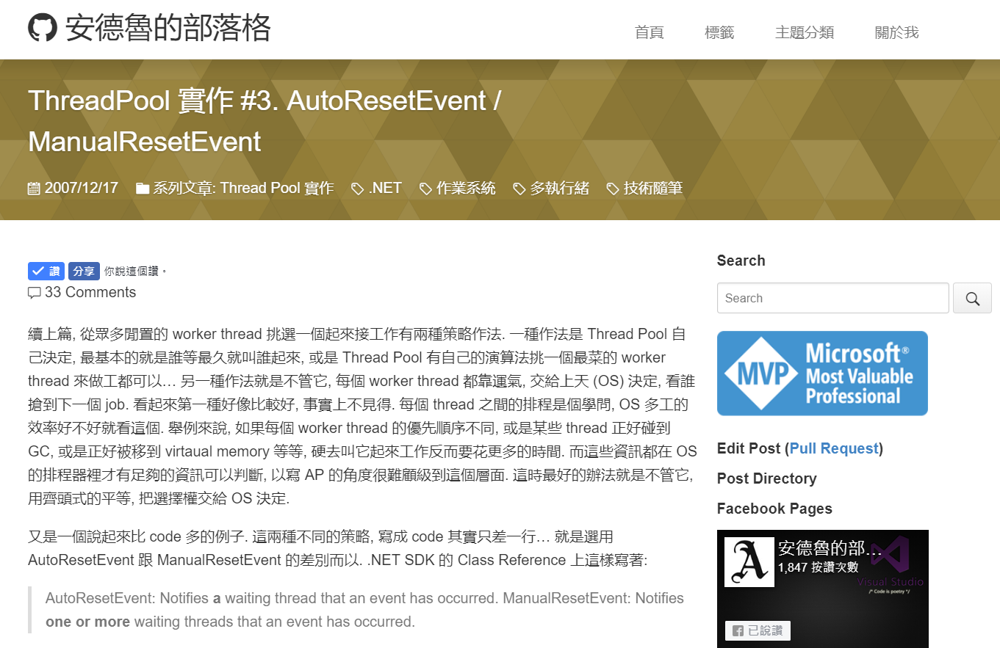 安德魯的部落格
首頁 標籤 主題分類 關於我
ThreadPool 實作 #3. AutoResetEvent /
ManualResetEvent
2007/12/17 系列文章: Thread Pool 實作 .NET 作業系統 多執行緒 技術隨筆
讚 分享 你說這個讚。
33 Comments
續上篇, 從眾多閒置的 worker thread 挑選一個起來接工作有兩種策略作法. 一種作法是 Thread Pool 自
己決定, 最基本的就是誰等最久就叫誰起來, 或是 Thread Pool 有自己的演算法挑一個最菜的 worker
thread 來做工都可以… 另一種作法就是不管它, 每個 worker thread 都靠運氣, 交給上天 (OS) 決定, 看誰
搶到下一個 job. 看起來第一種好像比較好, 事實上不見得. 每個 thread 之間的排程是個學問, OS 多工的
效率好不好就看這個. 舉例來說, 如果每個 worker thread 的優先順序不同, 或是某些 thread 正好碰到
GC, 或是正好被移到 virtaual memory 等等, 硬去叫它起來工作反而要花更多的時間. 而這些資訊都在 OS
的排程器裡才有足夠的資訊可以判斷, 以寫 AP 的角度很難顧級到這個層面. 這時最好的辦法就是不管它,
用齊頭式的平等, 把選擇權交給 OS 決定.
又是一個說起來比 code 多的例子. 這兩種不同的策略, 寫成 code 其實只差一行… 就是選用
AutoResetEvent 跟 ManualResetEvent 的差別而以. .NET SDK 的 Class Reference 上這樣寫著:
AutoResetEvent: Notifies a waiting thread that an event has occurred. ManualResetEvent: Notifies
one or more waiting threads that an event has occurred.
Search
Search
MVP
Microsoft®
Most Valuable
Professional
Edit Post (Pull Request)
Post Directory
Facebook Pages
A
安德魯的部…
1,847 按讚次數
Visual Studio
/* Code is poetry */
已說讚